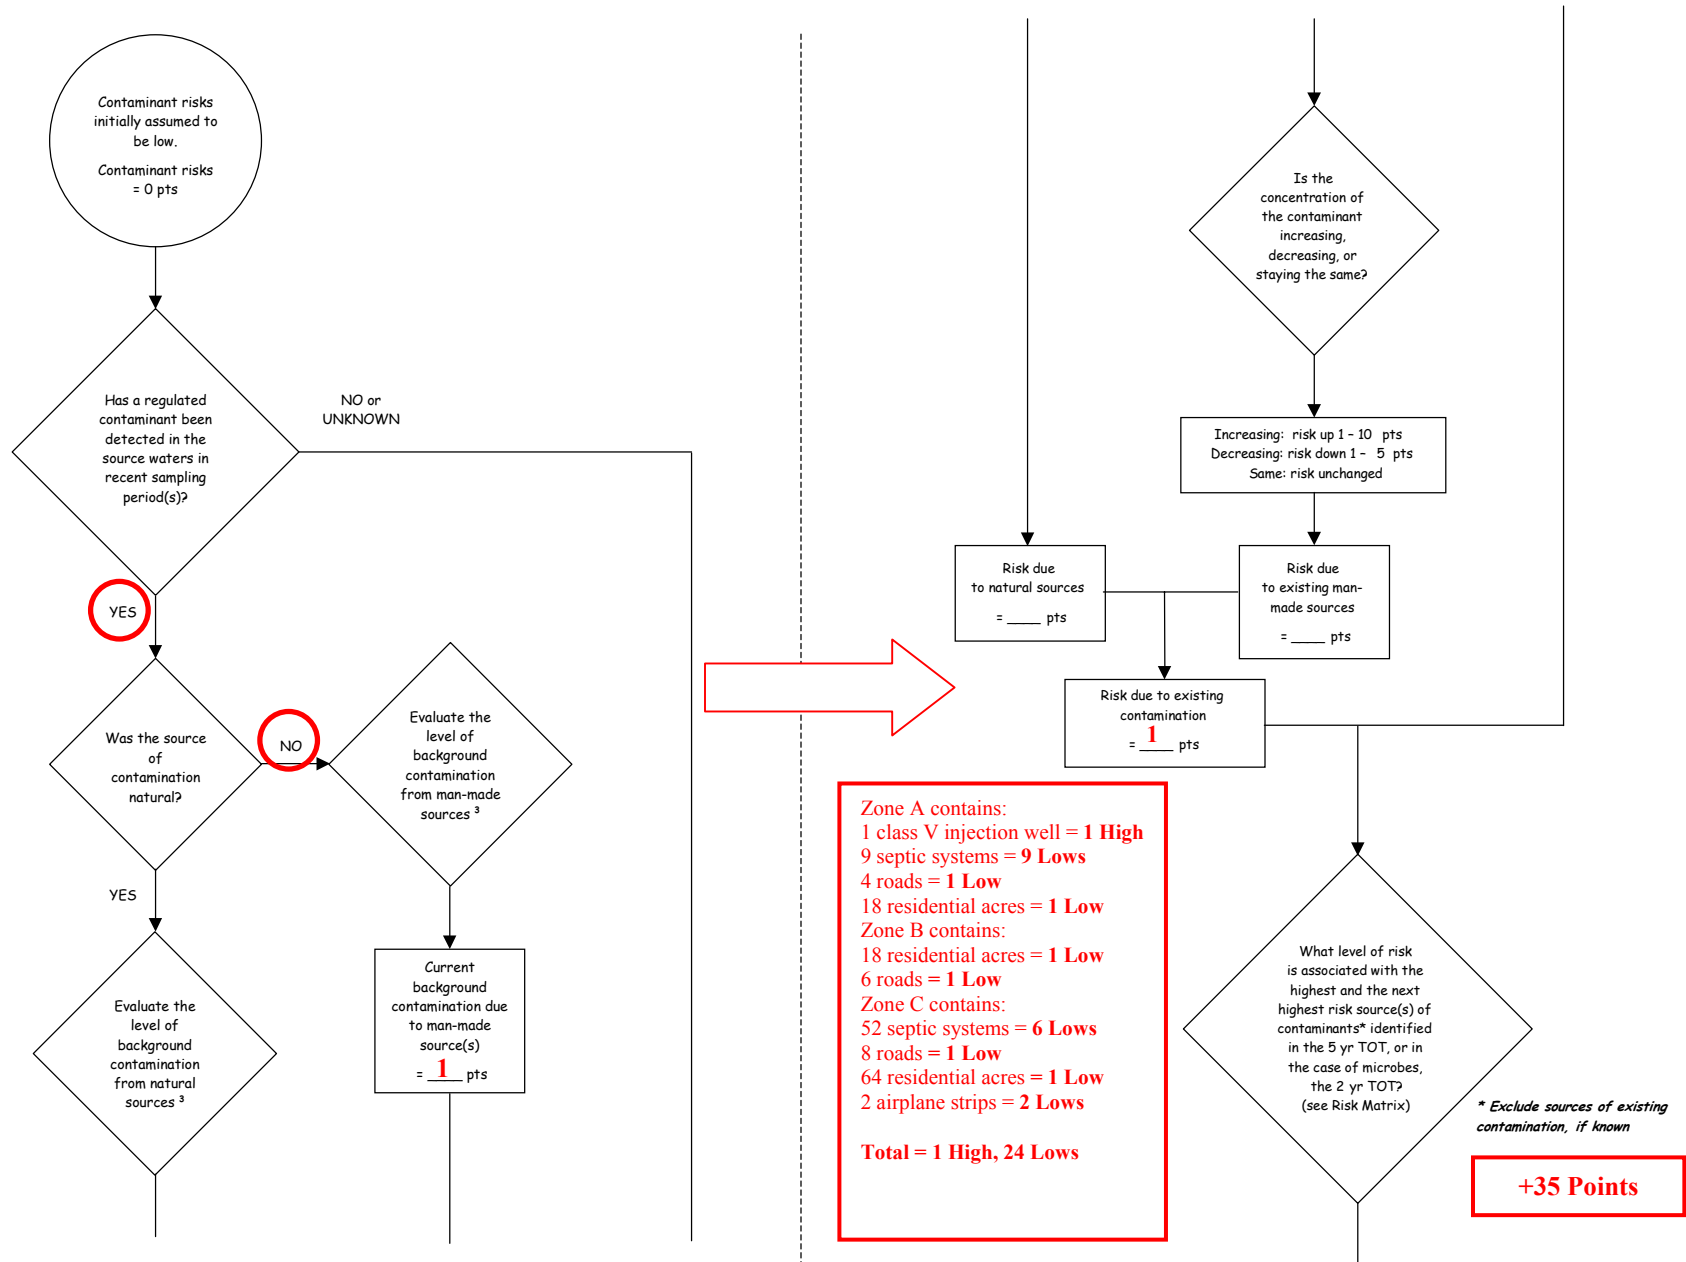 Contaminant risks
initially assumed to
be low.
Contaminant risks
= 0 pts
Has a regulated
contaminant been
detected in the
source waters in
recent sampling
period(s)?
NO or
UNKNOWN
YES
Was the source
of
contamination
natural?
NO
Evaluate the
level of
background
contamination
from man-made
sources ³
YES
Evaluate the
level of
background
contamination
from natural
sources ³
Current
background
contamination due
to man-made
source(s)
= 1 pts
Is the
concentration of
the contaminant
increasing,
decreasing, or
staying the same?
Increasing: risk up 1 – 10 pts
Decreasing: risk down 1 – 5 pts
Same: risk unchanged
Risk due
to natural sources
= ____ pts
Risk due
to existing man-
made sources
= ____ pts
Risk due to existing
contamination
= 1 pts
Zone A contains:
1 class V injection well = 1 High
9 septic systems = 9 Lows
4 roads = 1 Low
18 residential acres = 1 Low
Zone B contains:
18 residential acres = 1 Low
6 roads = 1 Low
Zone C contains:
52 septic systems = 6 Lows
8 roads = 1 Low
64 residential acres = 1 Low
2 airplane strips = 2 Lows
Total = 1 High, 24 Lows
What level of risk
is associated with the
highest and the next
highest risk source(s) of
contaminants* identified
in the 5 yr TOT, or in
the case of microbes,
the 2 yr TOT?
(see Risk Matrix)
* Exclude sources of existing
contamination, if known
+35 Points